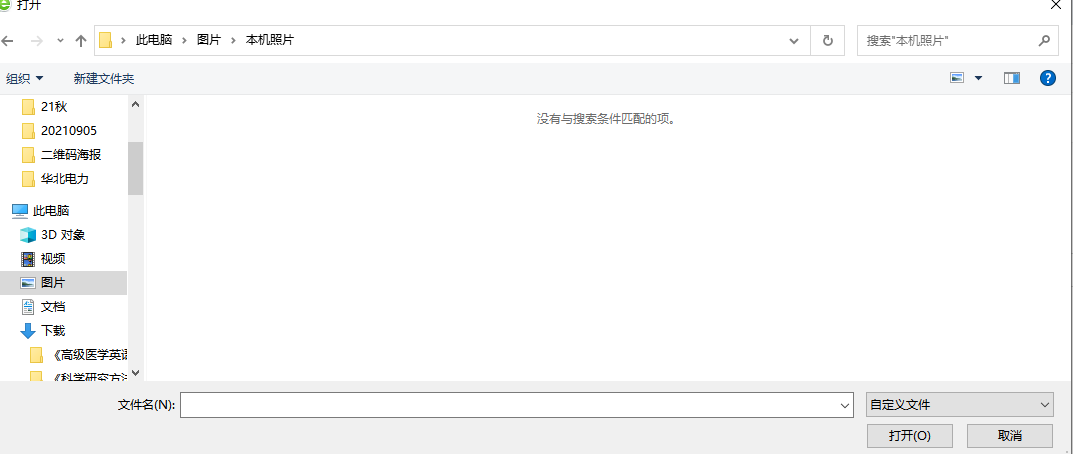 打开
此电脑 图片 本机照片
搜索"本机照片"
组织 新建文件夹
21秋
20210905
二维码海报
华北电力
此电脑
3D 对象
视频
图片
文档
下载
《高级医学英语
《科学研究方法
没有与搜索条件匹配的项。
文件名(N):
自定义文件
打开(O) 取消